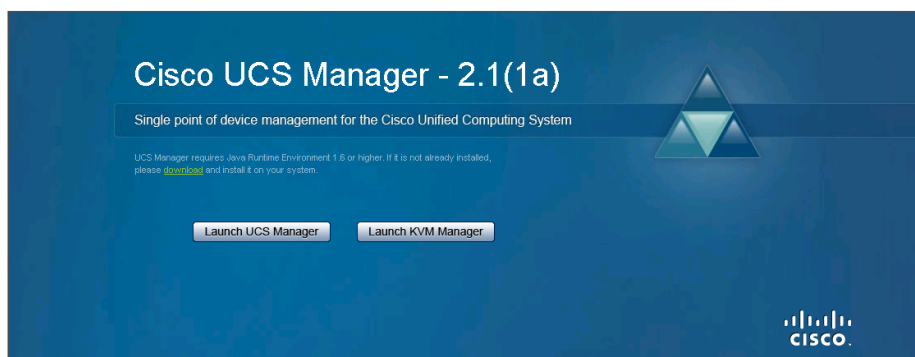 Cisco UCS Manager - 2.1(1a)
Single point of device management for the Cisco Unified Computing System
UCS Manager requires Java Runtime Environment 1.6 or higher. If it is not already installed,
please download and install it on your system.
Launch UCS Manager
Launch KVM Manager
CISCO.